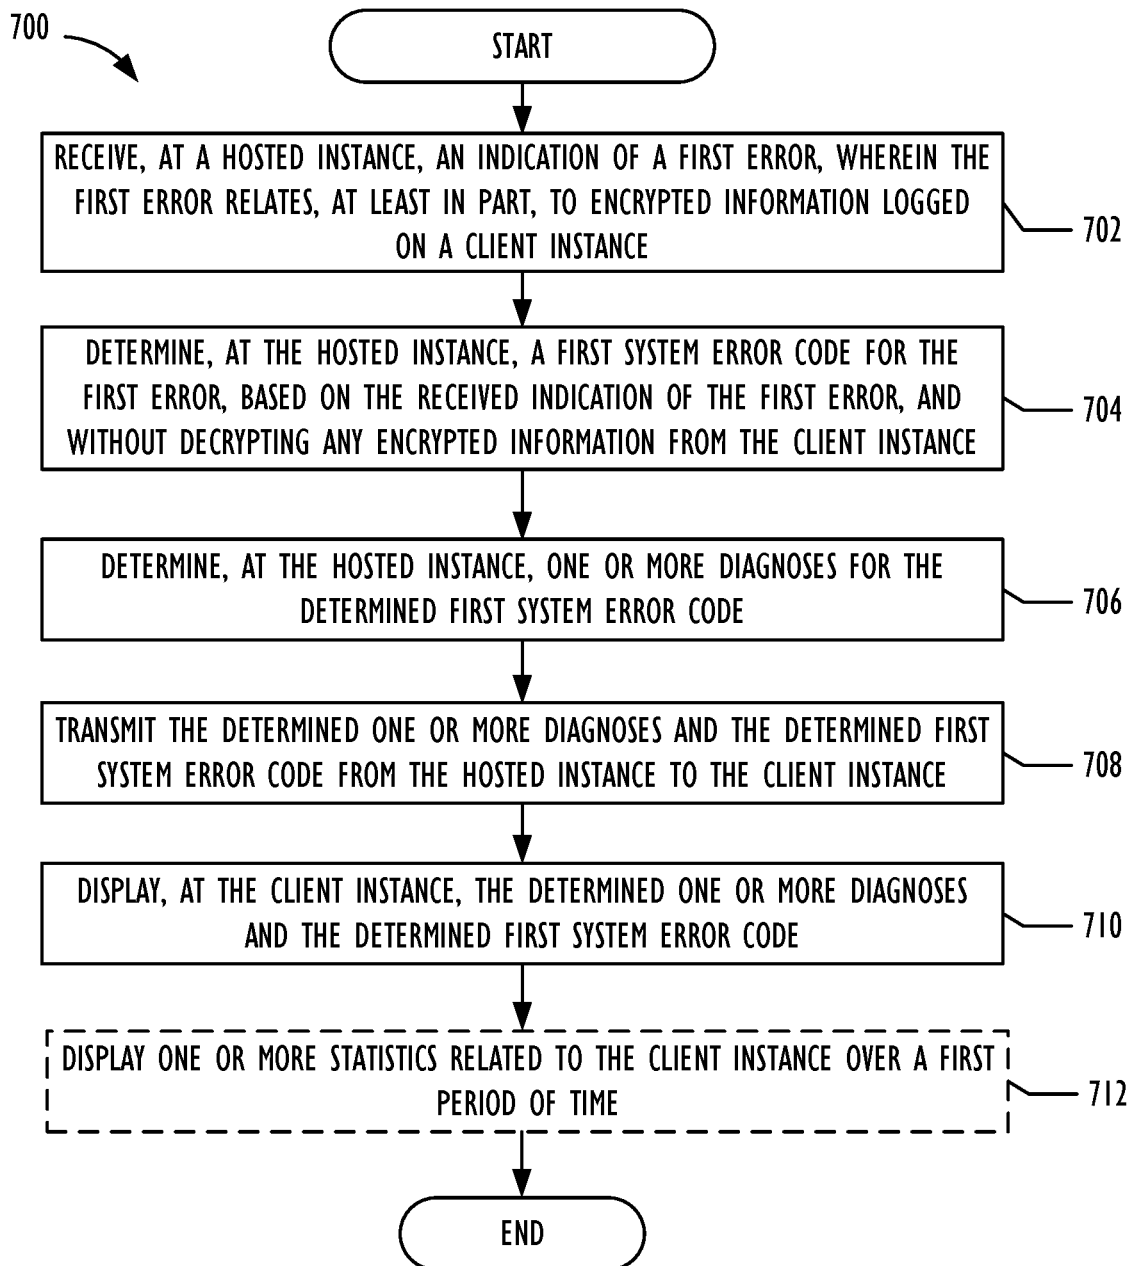 700
START
RECEIVE, AT A HOSTED INSTANCE, AN INDICATION OF A FIRST ERROR, WHEREIN THE
FIRST ERROR RELATES, AT LEAST IN PART, TO ENCRYPTED INFORMATION LOGGED
ON A CLIENT INSTANCE
702
DETERMINE, AT THE HOSTED INSTANCE, A FIRST SYSTEM ERROR CODE FOR THE
FIRST ERROR, BASED ON THE RECEIVED INDICATION OF THE FIRST ERROR, AND
WITHOUT DECRYPTING ANY ENCRYPTED INFORMATION FROM THE CLIENT INSTANCE
704
DETERMINE, AT THE HOSTED INSTANCE, ONE OR MORE DIAGNOSES FOR THE
DETERMINED FIRST SYSTEM ERROR CODE
706
TRANSMIT THE DETERMINED ONE OR MORE DIAGNOSES AND THE DETERMINED FIRST
SYSTEM ERROR CODE FROM THE HOSTED INSTANCE TO THE CLIENT INSTANCE
708
DISPLAY, AT THE CLIENT INSTANCE, THE DETERMINED ONE OR MORE DIAGNOSES
AND THE DETERMINED FIRST SYSTEM ERROR CODE
710
DISPLAY ONE OR MORE STATISTICS RELATED TO THE CLIENT INSTANCE OVER A FIRST
PERIOD OF TIME
712
END